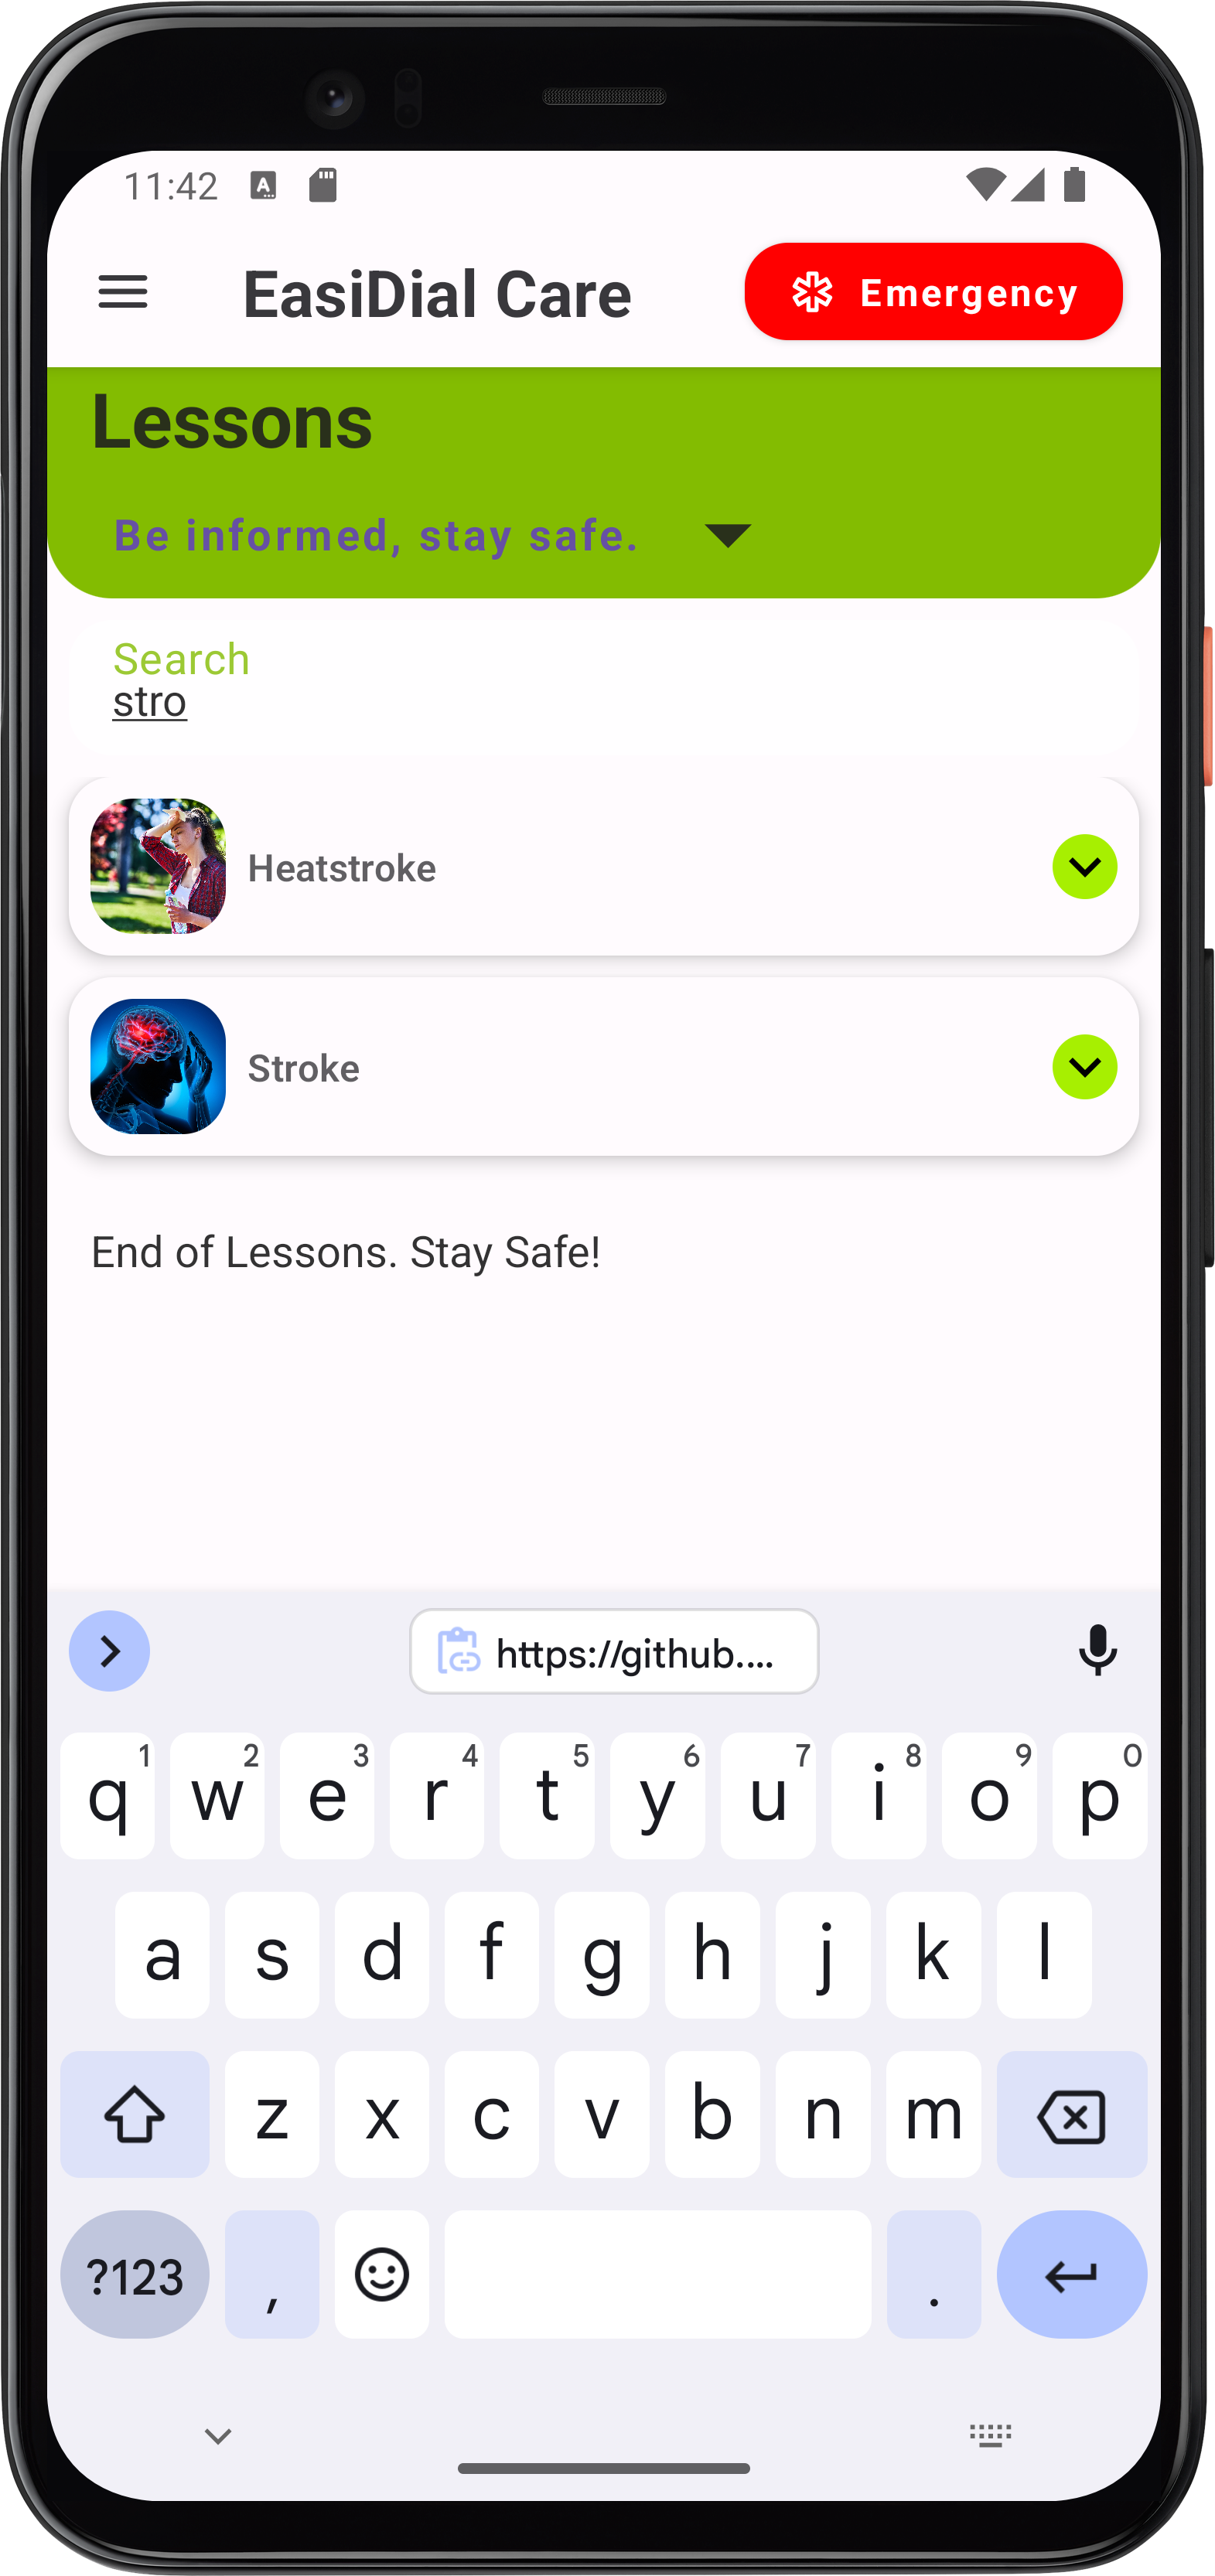 11:42
EasiDial Care
Emergency
Lessons
Be informed, stay safe.
Search
stro
Heatstroke
Stroke
End of Lessons. Stay Safe!
https://github....
1 2 3 4 5 6 7 8 9 0
q w e r t y u i o p
a s d f g h j k l
z x c v b n m
?123 , .